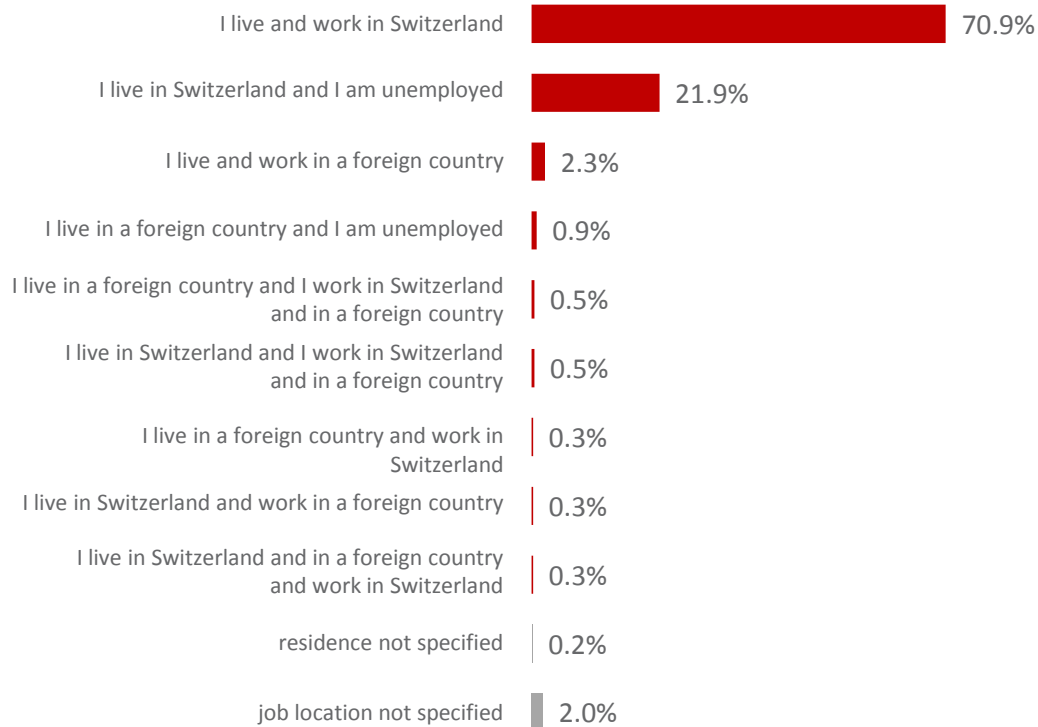 I live and work in Switzerland 70.9%
I live in Switzerland and I am unemployed 21.9%
I live and work in a foreign country 2.3%
I live in a foreign country and I am unemployed 0.9%
I live in a foreign country and I work in Switzerland
and in a foreign country 0.5%
I live in Switzerland and I work in Switzerland
and in a foreign country 0.5%
I live in a foreign country and work in
Switzerland 0.3%
I live in Switzerland and work in a foreign country 0.3%
I live in Switzerland and in a foreign country
and work in Switzerland 0.3%
residence not specified 0.2%
job location not specified 2.0%